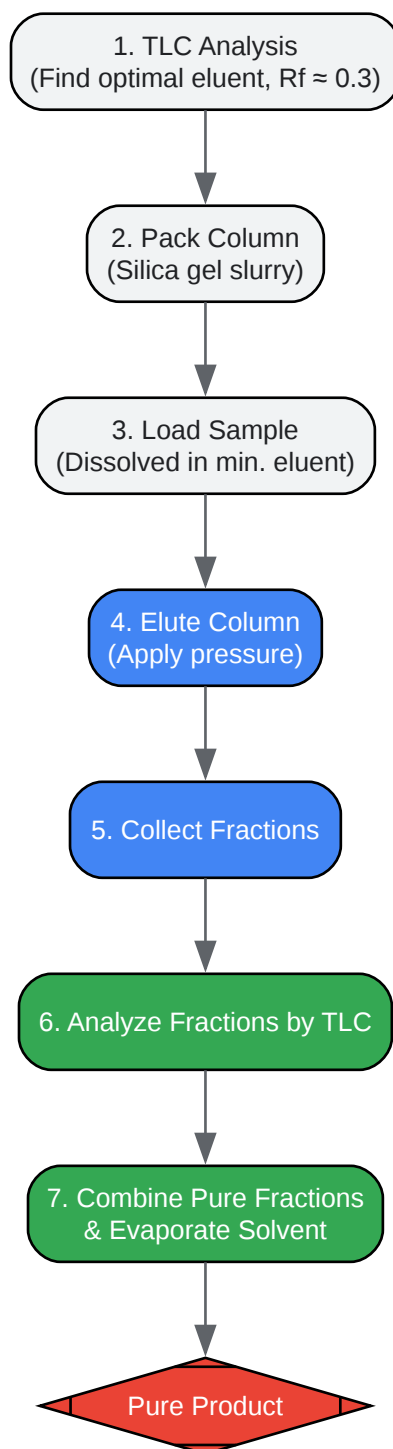 1. TLC Analysis
(Find optimal eluent, Rf ≈ 0.3)
2. Pack Column
(Silica gel slurry)
3. Load Sample
(Dissolved in min. eluent)
4. Elute Column
(Apply pressure)
5. Collect Fractions
6. Analyze Fractions by TLC
7. Combine Pure Fractions
& Evaporate Solvent
Pure Product